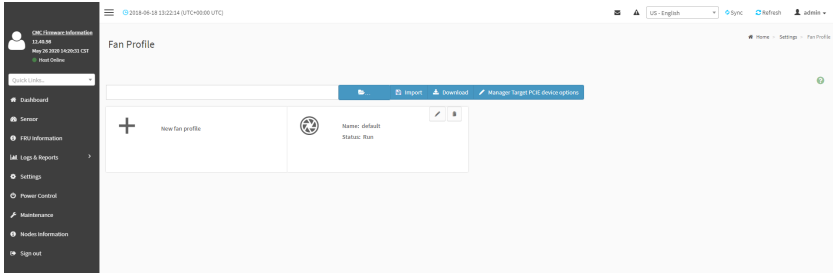 2018-06-18 13:22:14 (UTC+00:00 UTC)
US - English
Sync
Refresh
admin
CMC Firmware Information
12.40.98
May 26 2020 14:20:31 CST
Host Online
Quick Links..
Dashboard
Sensor
FRU Information
Logs & Reports
Settings
Power Control
Maintenance
Nodes Information
Sign out
Fan Profile
Home
Settings
Fan Profile
...
Import
Download
Manager Target PCIE device options
New fan profile
Name: default
Status: Run